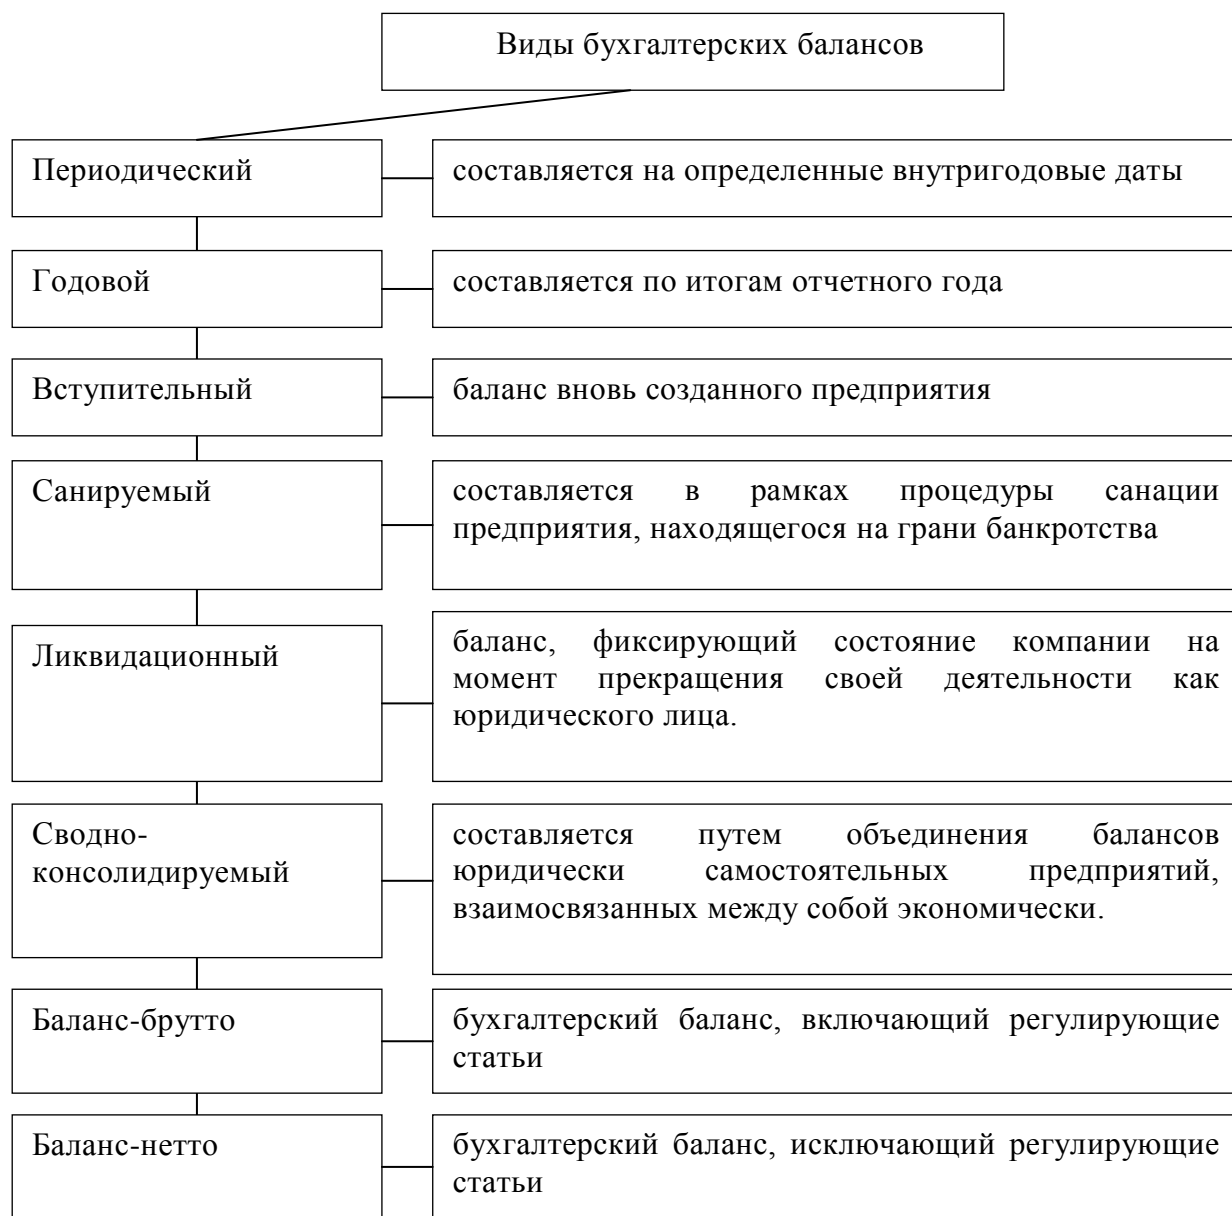 Виды бухгалтерских балансов
Периодический
составляется на определенные внутригодовые даты
Годовой
составляется по итогам отчетного года
Вступительный
баланс вновь созданного предприятия
Санируемый
составляется в рамках процедуры санации
предприятия, находящегося на грани банкротства
Ликвидационный
баланс, фиксирующий состояние компании на
момент прекращения своей деятельности как
юридического лица.
Сводно-
консолидируемый
составляется путем объединения балансов
юридически самостоятельных предприятий,
взаимосвязанных между собой экономически.
Баланс-брутто
бухгалтерский баланс, включающий регулирующие
статьи
Баланс-нетто
бухгалтерский баланс, исключающий регулирующие
статьи